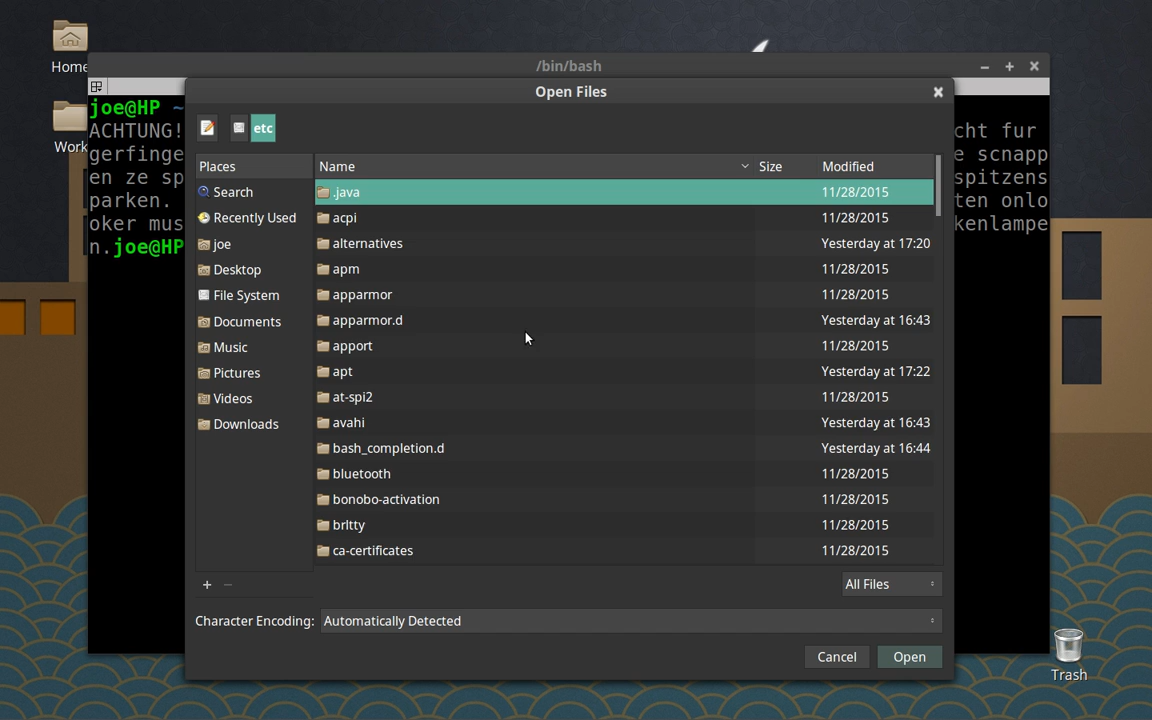 Home
Work
/bin/bash
Open Files
joe@HP ~
ACHTUNG! cht fur
gerfinge e scnapp
en ze sp spitzens
parken. ten onlo
oker mus kenlampe
n.joe@HP
etc
Places
Search
Recently Used
joe
Desktop
File System
Documents
Music
Pictures
Videos
Downloads
Name Size Modified
.java 11/28/2015
acpi 11/28/2015
alternatives Yesterday at 17:20
apm 11/28/2015
apparmor 11/28/2015
apparmor.d Yesterday at 16:43
apport 11/28/2015
apt Yesterday at 17:22
at-spi2 11/28/2015
avahi Yesterday at 16:43
bash_completion.d Yesterday at 16:44
bluetooth 11/28/2015
bonobo-activation 11/28/2015
brltty 11/28/2015
ca-certificates 11/28/2015
All Files
Character Encoding: Automatically Detected
Cancel Open
Trash